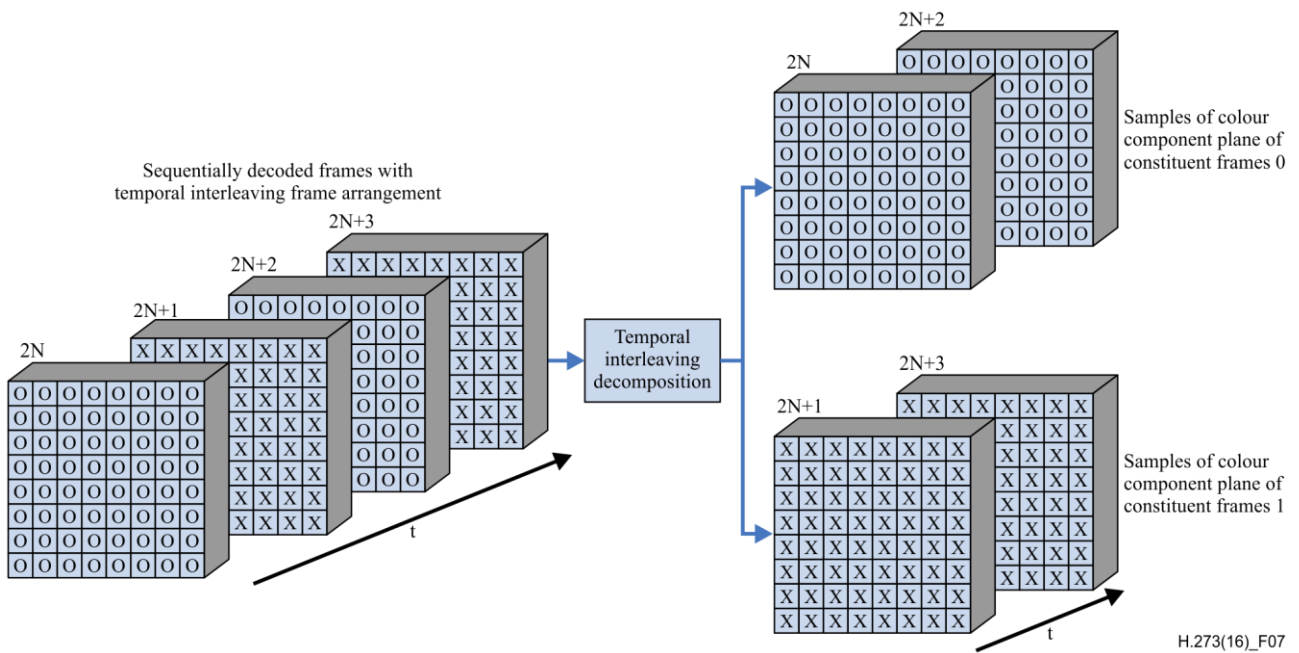 Sequentially decoded frames with
temporal interleaving frame arrangement
2N+3
X X X X X X X X
X X X
X X X
X X X
X X X
X X X
X X X
X X X
2N+2
O O O O O O O O
O O O
O O O
O O O
O O O
O O O
O O O
O O O
2N+1
X X X X X X X X
X X X X
X X X X
X X X X
X X X X
X X X X
X X X X
X X X X
2N
O O O O O O O O
O O O O O O O O
O O O O O O O O
O O O O O O O O
O O O O O O O O
O O O O O O O O
O O O O O O O O
O O O O O O O O
t
Temporal
interleaving
decomposition
2N+2
O O O O O O O O
O O O O
O O O O
O O O O
O O O O
O O O O
O O O O
O O O O
2N
O O O O O O O O
O O O O O O O O
O O O O O O O O
O O O O O O O O
O O O O O O O O
O O O O O O O O
O O O O O O O O
O O O O O O O O
Samples of colour
component plane of
constituent frames 0
2N+3
X X X X X X X X
X X X X
X X X X
X X X X
X X X X
X X X X
X X X X
X X X X
2N+1
X X X X X X X X
X X X X X X X X
X X X X X X X X
X X X X X X X X
X X X X X X X X
X X X X X X X X
X X X X X X X X
X X X X X X X X
Samples of colour
component plane of
constituent frames 1
t
H.273(16)_F07